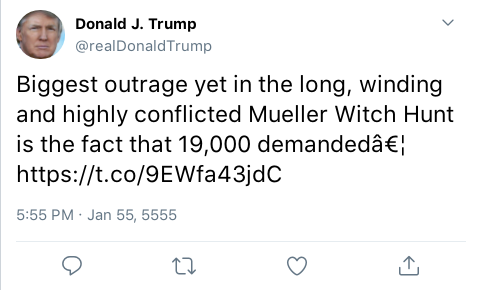 Donald J. Trump
@realDonaldTrump
Biggest outrage yet in the long, winding
and highly conflicted Mueller Witch Hunt
is the fact that 19,000 demandedâ€¦
https://t.co/9EWfa43jdC
5:55 PM · Jan 55, 5555